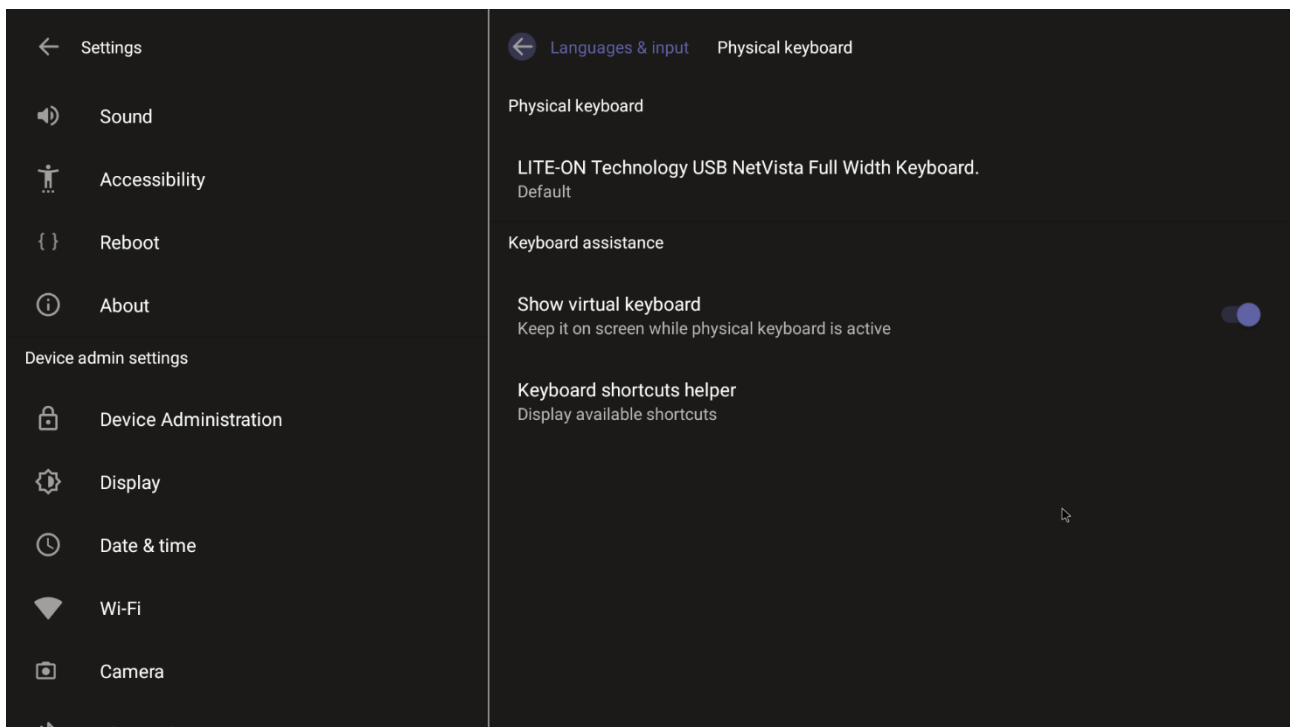 Settings
Sound
Accessibility
Reboot
About
Device admin settings
Device Administration
Display
Date & time
Wi-Fi
Camera
Languages & input Physical keyboard
Physical keyboard
LITE-ON Technology USB NetVista Full Width Keyboard.
Default
Keyboard assistance
Show virtual keyboard
Keep it on screen while physical keyboard is active
Keyboard shortcuts helper
Display available shortcuts